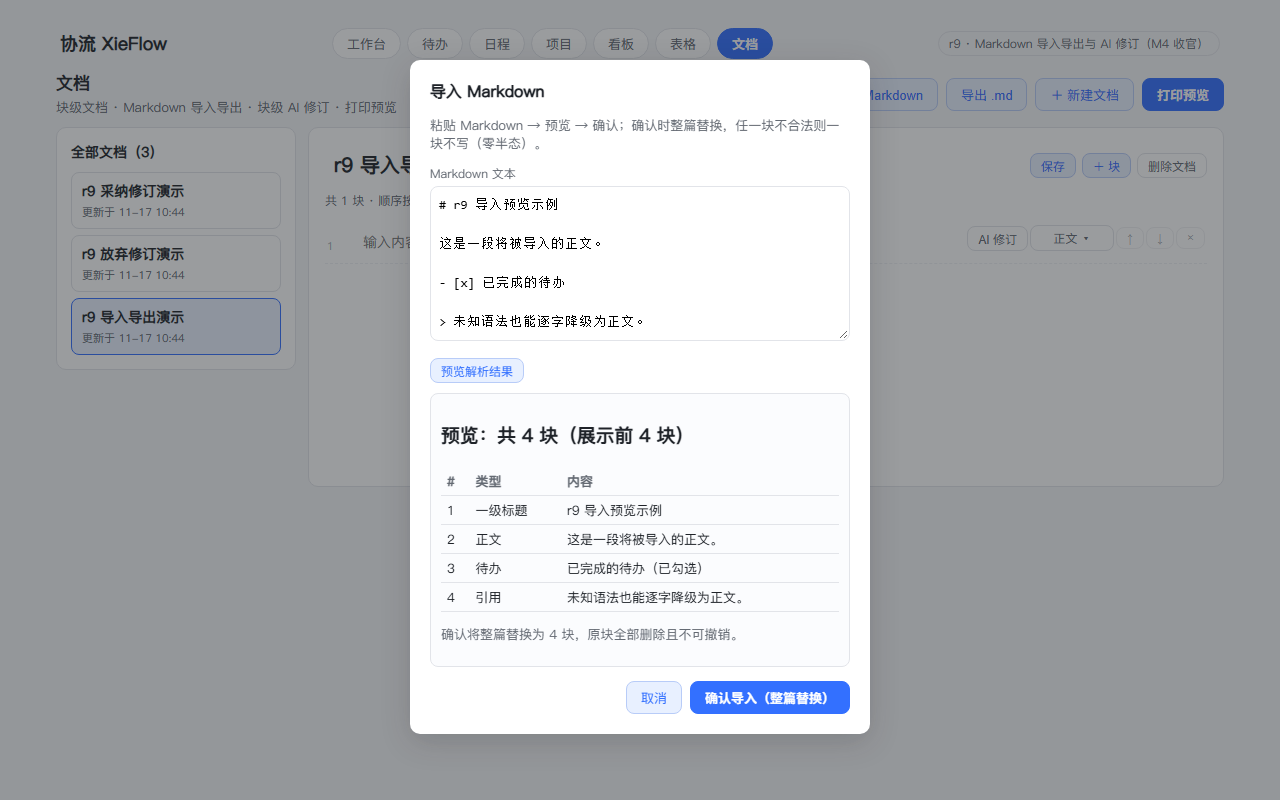 协流 XieFlow
工作台 待办 日程 项目 看板 表格 文档
r9 · Markdown 导入导出与 AI 修订（M4 收官）
文档
块级文档 · Markdown 导入导出 · 块级 AI 修订 · 打印预览
Markdown 导出 .md ＋ 新建文档 打印预览
全部文档（3）
r9 采纳修订演示
更新于 11-17 10:44
r9 放弃修订演示
更新于 11-17 10:44
r9 导入导出演示
更新于 11-17 10:44
r9 导入导
保存 ＋ 块 删除文档
共 1 块 · 顺序按
1 输入内容
AI 修订 正文 ▾ ↑ ↓ ×
导入 Markdown
粘贴 Markdown → 预览 → 确认；确认时整篇替换，任一块不合法则一
块不写（零半态）。
Markdown 文本
# r9 导入预览示例
这是一段将被导入的正文。
- [x] 已完成的待办
> 未知语法也能逐字降级为正文。
预览解析结果
预览：共 4 块（展示前 4 块）
# 类型 内容
1 一级标题 r9 导入预览示例
2 正文 这是一段将被导入的正文。
3 待办 已完成的待办（已勾选）
4 引用 未知语法也能逐字降级为正文。
确认将整篇替换为 4 块，原块全部删除且不可撤销。
取消 确认导入（整篇替换）